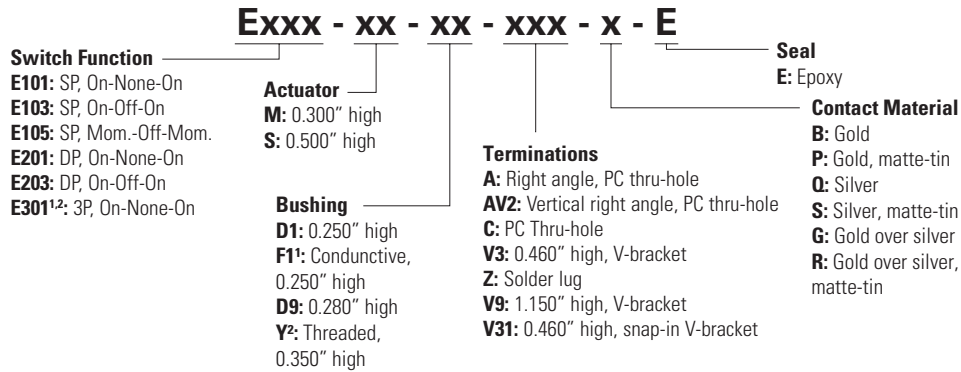 Exxx - xx - xx - xxx - x - E
Switch Function
E101: SP, On-None-On
E103: SP, On-Off-On
E105: SP, Mom.-Off-Mom.
E201: DP, On-None-On
E203: DP, On-Off-On
E301¹,²: 3P, On-None-On
Actuator
M: 0.300” high
S: 0.500” high
Bushing
D1: 0.250” high
F1¹: Condunctive,
0.250” high
D9: 0.280” high
Y²: Threaded,
0.350” high
Terminations
A: Right angle, PC thru-hole
AV2: Vertical right angle, PC thru-hole
C: PC Thru-hole
V3: 0.460” high, V-bracket
Z: Solder lug
V9: 1.150” high, V-bracket
V31: 0.460” high, snap-in V-bracket
Seal
E: Epoxy
Contact Material
B: Gold
P: Gold, matte-tin
Q: Silver
S: Silver, matte-tin
G: Gold over silver
R: Gold over silver,
matte-tin